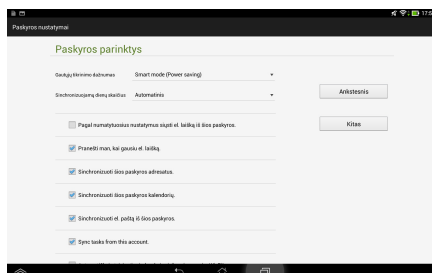 17:5
Paskyros nustatymai
Paskyros parinktys
Gautųjų tikrinimo dažnumas Smart mode (Power saving)
Sinchronizuojamų dienų skaičius Automatinis
Ankstesnis
Pagal numatytuosius nustatymus siųsti el. laišką iš šios paskyros.
Kitas
Pranešti man, kai gausiu el. laišką.
Sinchronizuoti šios paskyros adresatus.
Sinchronizuoti šios paskyros kalendorių.
Sinchronizuoti el. paštą iš šios paskyros.
Sync tasks from this account.